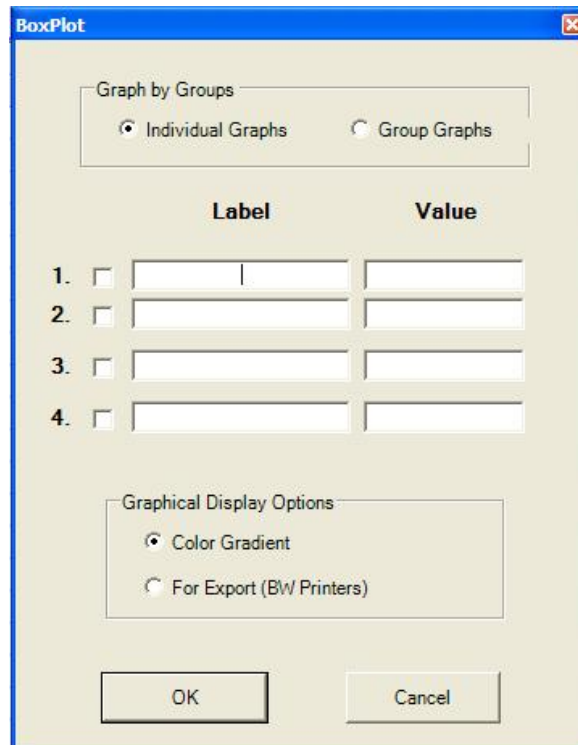 BoxPlot
Graph by Groups
Individual Graphs Group Graphs
Label Value
1.
2.
3.
4.
Graphical Display Options
Color Gradient
For Export (BW Printers)
OK Cancel